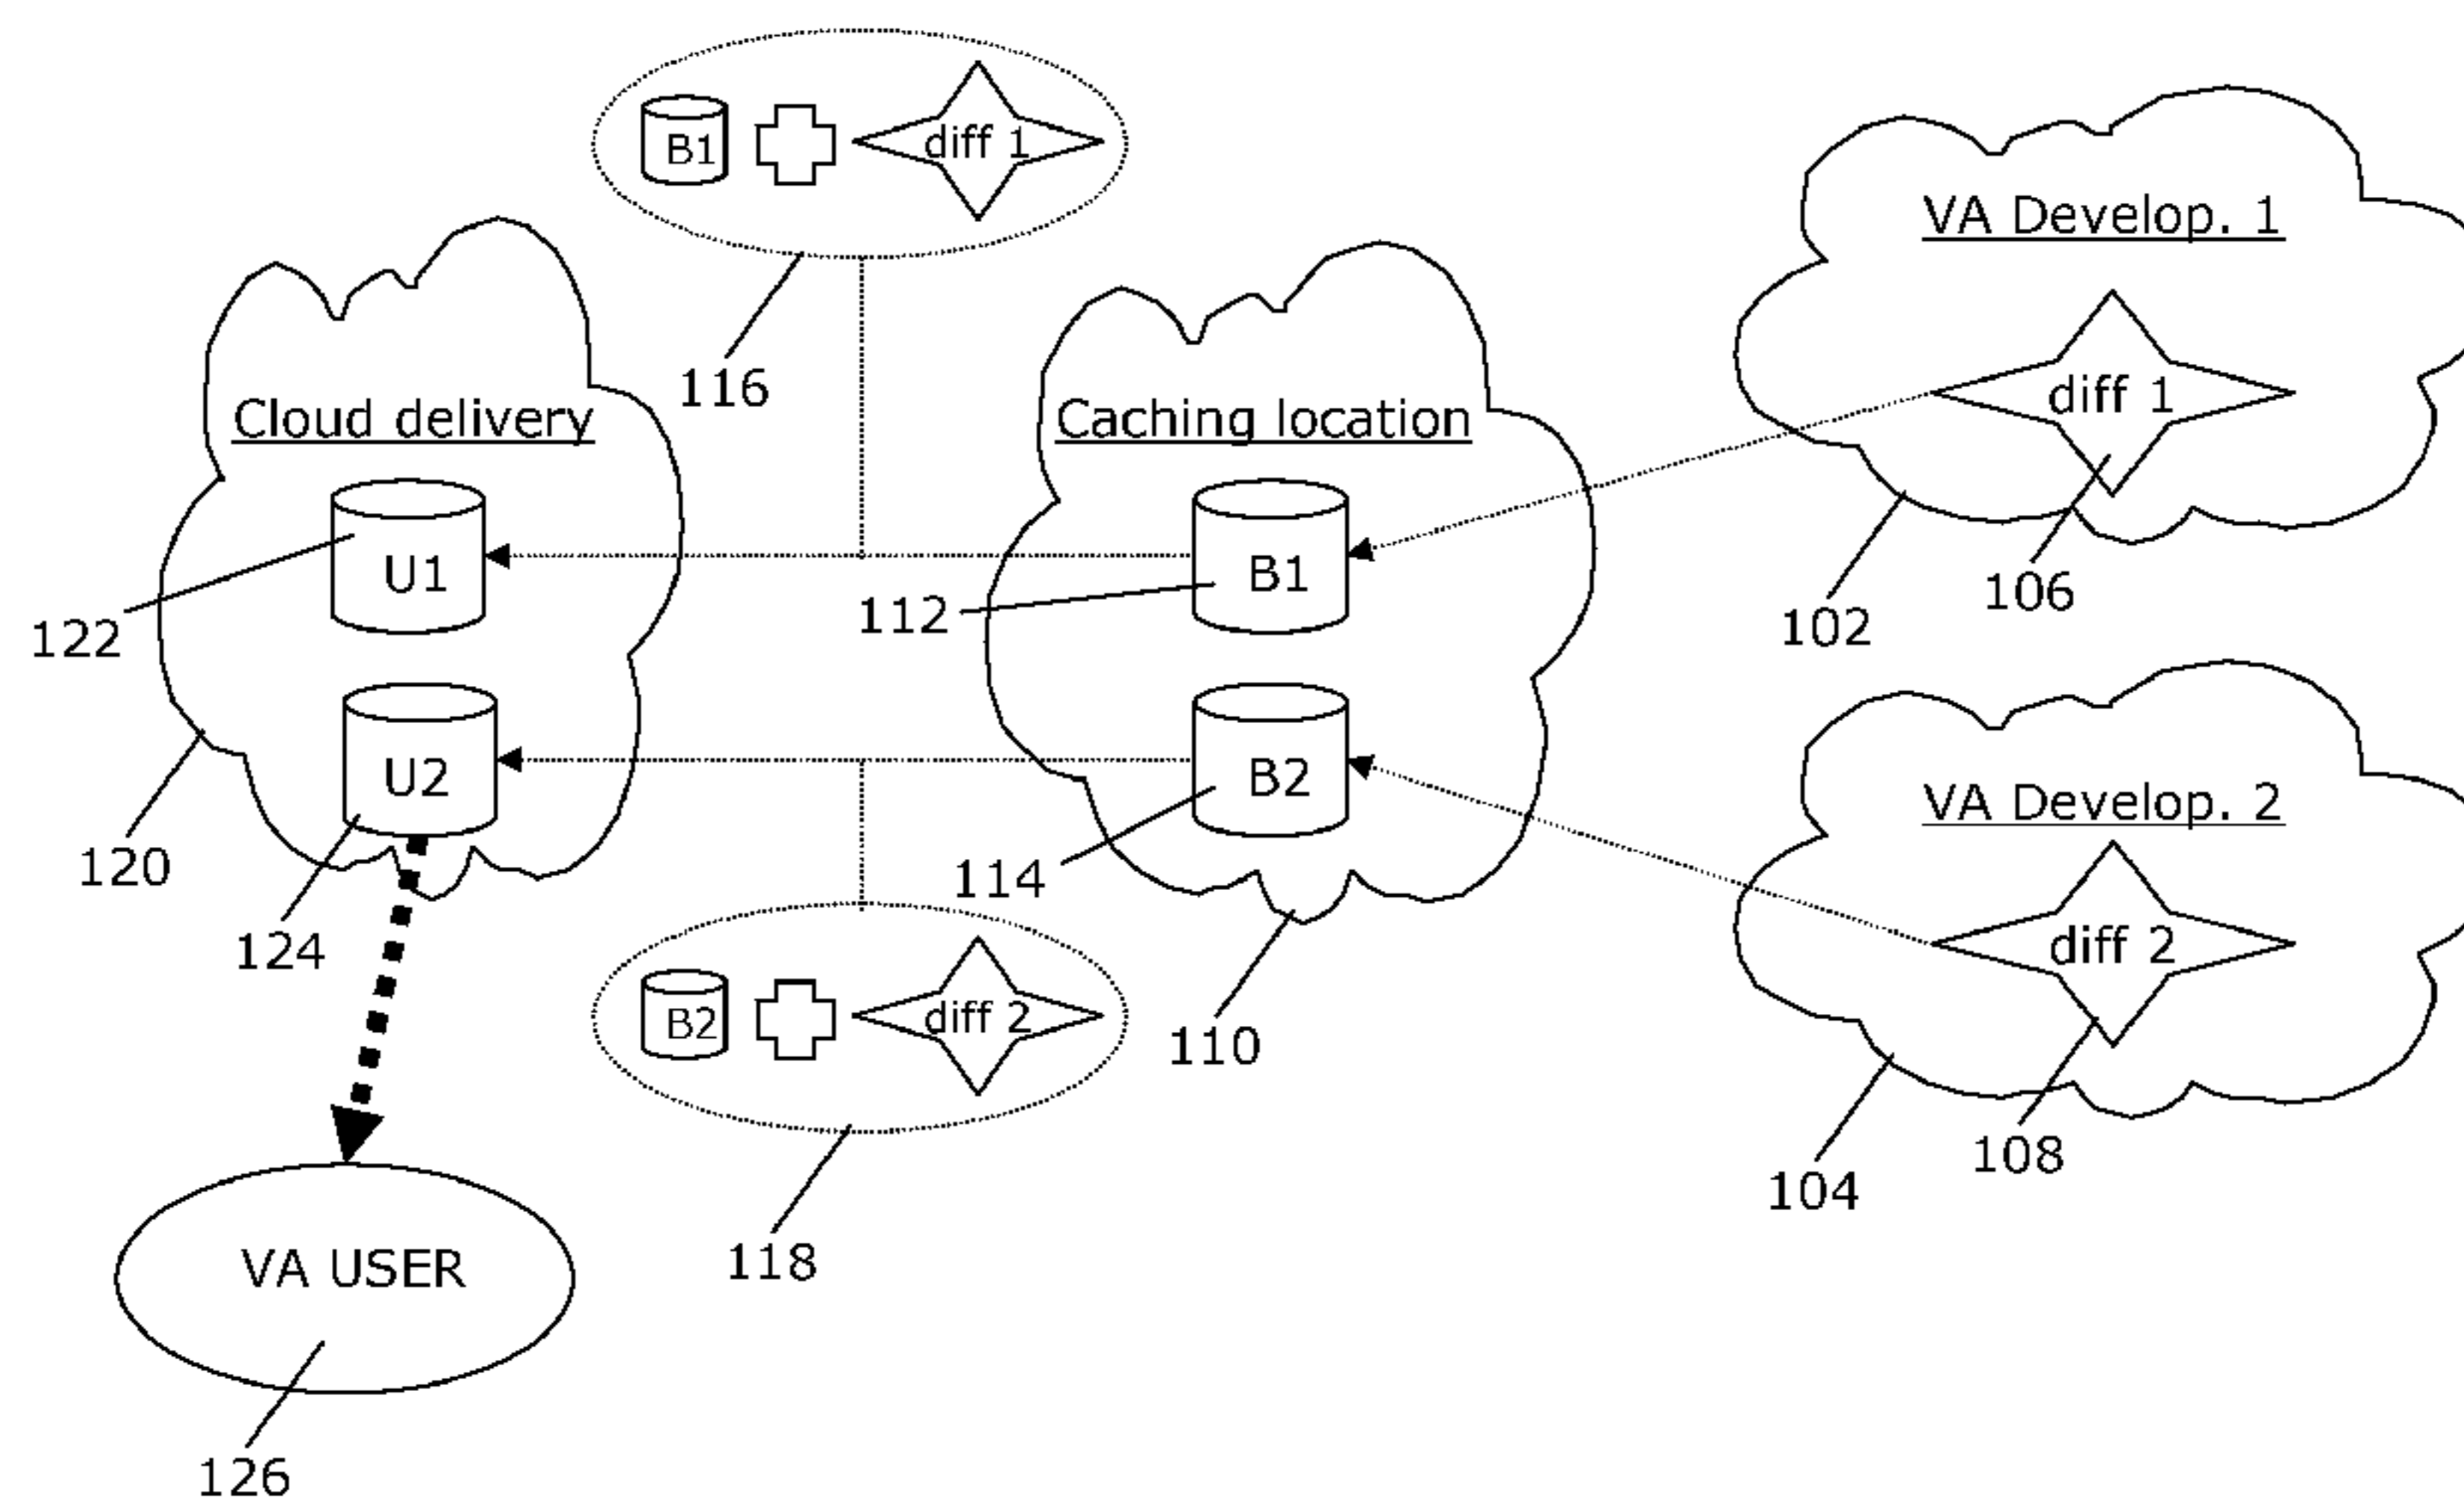 B1
diff 1
VA Develop. 1
116
diff 1
Cloud delivery
Caching location
U1
B1
106
122
112
102
U2
B2
VA Develop. 2
120
114
124
diff 2
B2
diff 2
110
108
104
118
VA USER
126